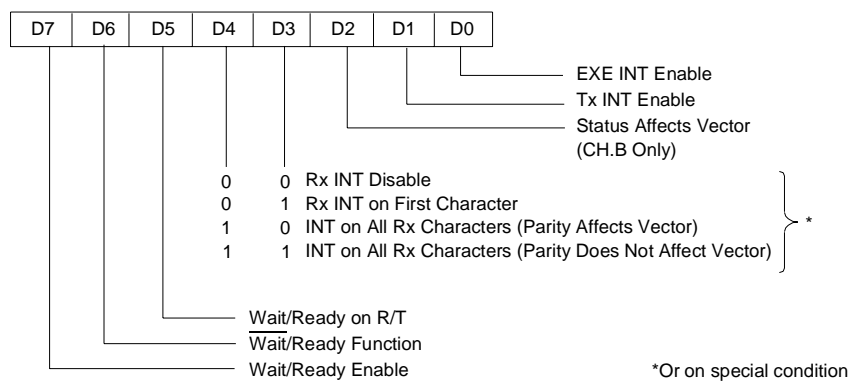 D7 D6 D5 D4 D3 D2 D1 D0
EXE INT Enable
Tx INT Enable
Status Affects Vector
(CH.B Only)
0 0 Rx INT Disable
0 1 Rx INT on First Character
1 0 INT on All Rx Characters (Parity Affects Vector)
1 1 INT on All Rx Characters (Parity Does Not Affect Vector)
*
Wait/Ready on R/T
Wait/Ready Function
Wait/Ready Enable
*Or on special condition